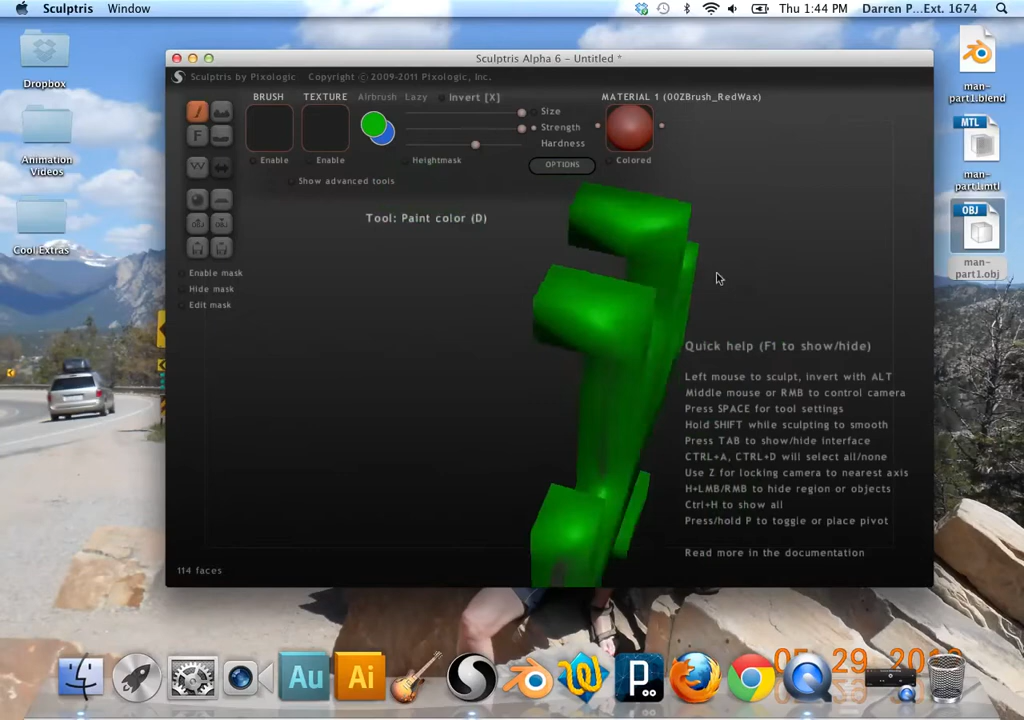 Sculptris Window
Thu 1:44 PM Darren P...Ext. 1674
Sculptris Alpha 6 – Untitled *
Sculptris by Pixologic Copyright © 2009-2011 Pixologic, Inc.
BRUSH TEXTURE Airbrush Lazy Invert [X]
MATERIAL 1 (00ZBrush_RedWax)
Size
Strength
Hardness
Enable Enable Heightmask OPTIONS Colored
Show advanced tools
Tool: Paint color (D)
Enable mask
Hide mask
Edit mask
Quick help (F1 to show/hide)
Left mouse to sculpt, invert with ALT
Middle mouse or RMB to control camera
Press SPACE for tool settings
Hold SHIFT while sculpting to smooth
Press TAB to show/hide interface
CTRL+A, CTRL+D will select all/none
Use Z for locking camera to nearest axis
H+LMB/RMB to hide region or objects
Ctrl+H to show all
Press/hold P to toggle or place pivot
Read more in the documentation
114 faces
Dropbox
Animation
Videos
Cool Extras
man-
part1.blend
MTL
man-
part1.mtl
OBJ
man-
part1.obj
F
OBJ OBJ
Au
Ai
P..